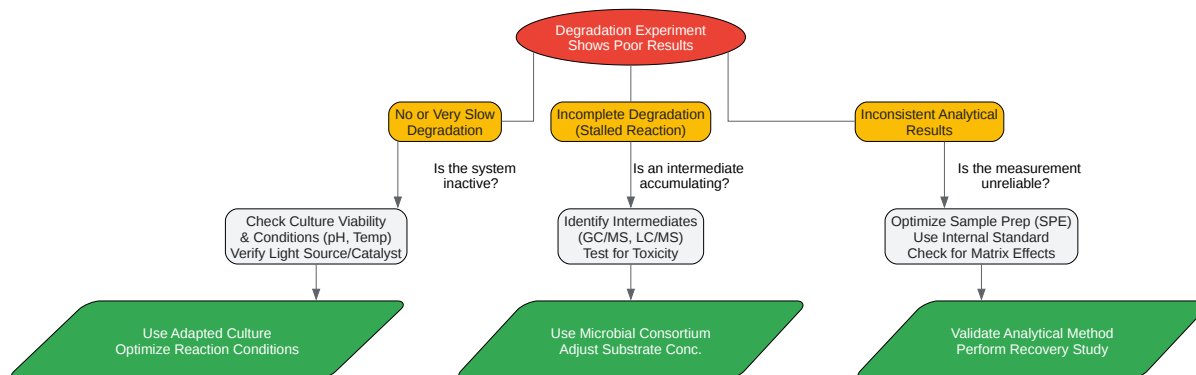 Degradation Experiment
Shows Poor Results
No or Very Slow
Degradation
Incomplete Degradation
(Stalled Reaction)
Inconsistent Analytical
Results
Is the system
inactive?
Is an intermediate
accumulating?
Is the measurement
unreliable?
Check Culture Viability
& Conditions (pH, Temp)
Verify Light Source/Catalyst
Identify Intermediates
(GC/MS, LC/MS)
Test for Toxicity
Optimize Sample Prep (SPE)
Use Internal Standard
Check for Matrix Effects
Use Adapted Culture
Optimize Reaction Conditions
Use Microbial Consortium
Adjust Substrate Conc.
Validate Analytical Method
Perform Recovery Study